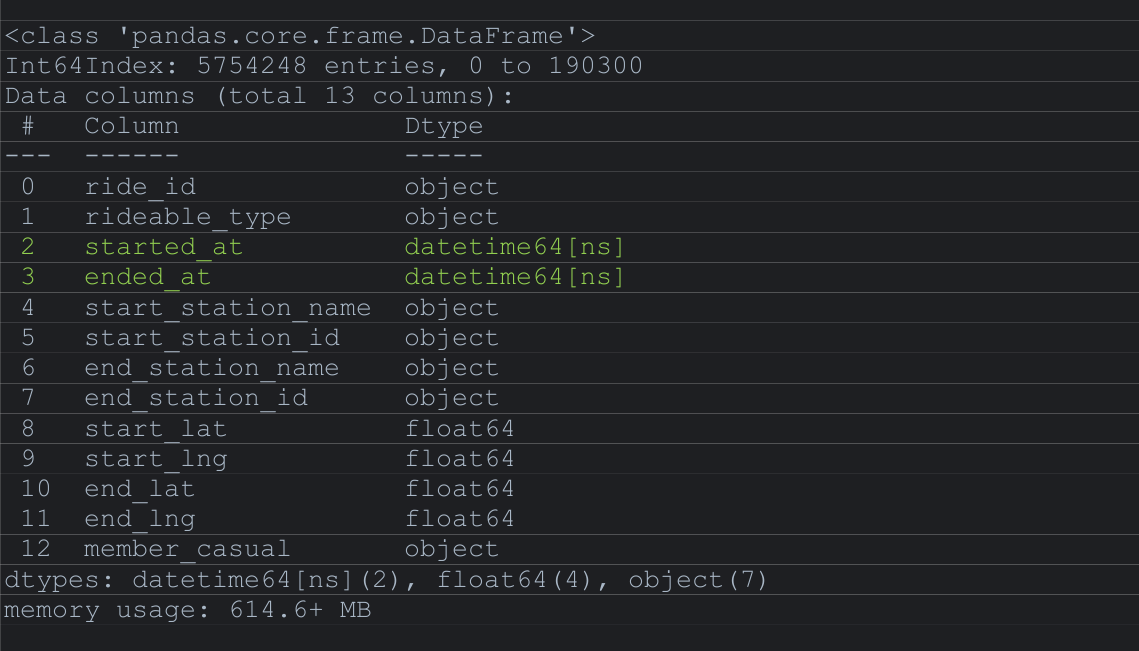 <class 'pandas.core.frame.DataFrame'>
Int64Index: 5754248 entries, 0 to 190300
Data columns (total 13 columns):
 #   Column              Dtype
---  ------              -----
 0   ride_id             object
 1   rideable_type       object
 2   started_at          datetime64[ns]
 3   ended_at            datetime64[ns]
 4   start_station_name  object
 5   start_station_id    object
 6   end_station_name    object
 7   end_station_id      object
 8   start_lat           float64
 9   start_lng           float64
 10  end_lat             float64
 11  end_lng             float64
 12  member_casual       object
dtypes: datetime64[ns](2), float64(4), object(7)
memory usage: 614.6+ MB